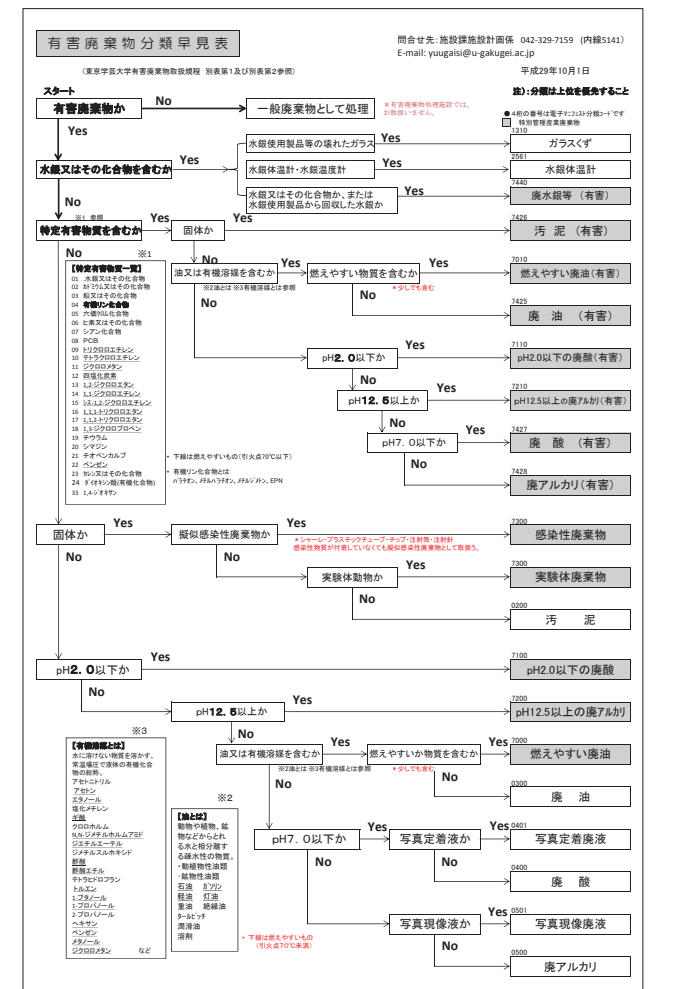 有害廃棄物分類早見表
問合せ先：施設課施設計画係　042-329-7159　(内線5141)
E-mail: yuugaisi@u-gakugei.ac.jp
（東京学芸大学有害廃棄物取扱規程　別表第1及び別表第2参照）
平成29年10月1日
スタート
注）：分類は上位を優先すること
有害廃棄物か
No
一般廃棄物として処理
＊有害廃棄物処理施設では、
お取扱いません。
●4桁の番号は電子マニフェスト分類コードです
特別管理産業廃棄物
Yes
水銀使用製品等の壊れたガラス
1310
ガラスくず
水銀又はその化合物を含むか
Yes
水銀体温計・水銀温度計
2561
水銀体温計
No
水銀又はその化合物か、または
水銀使用製品から回収した水銀か
7440
廃水銀等（有害）
※1 参照
特定有害物質を含むか
Yes
固体か
Yes
7426
汚 泥（有害）
No
※1
No
【特定有害物質一覧】
01 水銀又はその化合物
02 カドミウム又はその化合物
03 鉛又はその化合物
04 有機リン化合物
05 六価クロム化合物
06 ヒ素又はその化合物
07 シアン化合物
08 PCB
09 トリクロロエチレン
10 テトラクロロエチレン
11 ジクロロメタン
12 四塩化炭素
13 1,2-ジクロロエタン
14 1,1-ジクロロエチレン
15 シス-1,2-ジクロロエチレン
16 1,1,1-トリクロロエタン
17 1,1,2-トリクロロエタン
18 1,3-ジクロロプロペン
19 チウラム
20 シマジン
21 チオベンカルブ
22 ベンゼン
23 セレン又はその化合物
24 ダイオキシン類(有機化合物)
33 1,4-ジオキサン
* 下線は燃えやすいもの(引火点70℃以下)
* 有機リン化合物とは
パラチオン、メチルパラチオン、メチルジメトン、EPN
油又は有機溶媒を含むか
Yes
燃えやすい物質を含むか
Yes
7010
燃えやすい廃油(有害)
※2油とは ※3有機溶媒とは参照
＊少しでも含む
No
No
7425
廃 油 （有害）
pH2.0以下か
Yes
7110
pH2.0以下の廃酸(有害)
No
pH12.5以上か
Yes
7210
pH12.5以上の廃アルカリ(有害)
No
pH7.0以下か
Yes
7427
廃 酸 （有害）
No
7428
廃アルカリ（有害）
固体か
Yes
擬似感染性廃棄物か
Yes
＊シャーレ・プラスチックチューブ・チップ・注射筒・注射針
感染性物質が付着していなくても擬似感染性廃棄物として取扱う。
7300
感染性廃棄物
No
No
実験体動物か
Yes
7300
実験体廃棄物
No
0200
汚 泥
pH2.0以下か
Yes
7100
pH2.0以下の廃酸
No
pH12.5以上か
Yes
7200
pH12.5以上の廃アルカリ
No
油又は有機溶媒を含むか
Yes
燃えやすいか物質を含むか
Yes
7000
燃えやすい廃油
※2油とは ※3有機溶媒とは参照
＊少しでも含む
No
No
0300
廃 油
pH7.0以下か
Yes
写真定着液か
Yes
0401
写真定着廃液
No
No
0400
廃 酸
写真現像液か
Yes
0501
写真現像廃液
No
0500
廃アルカリ
※3
【有機溶媒とは】
水に溶けない物質を溶かす、
常温場圧で液体の有機化合
物の総称。
アセトニトリル
アセトン
エタノール
塩化メチレン
ギ酸
クロロホルム
N,N-ジメチルホルムアミド
ジエチルエーテル
ジメチルスルホキシド
酢酸
酢酸エチル
テトラヒドロフラン
トルエン
1-ブタノール
1-プロパノール
2-プロパノール
ヘキサン
ベンゼン
メタノール
ジクロロメタン　など
※2
【油とは】
動物や植物、鉱
物などからとれ
る水と相分離す
る疎水性の物質。
・動植物性油類
・鉱物性油類
石油　ガソリン
軽油　灯油
重油　絶縁油
タールピッチ
潤滑油
溶剤
* 下線は燃えやすいもの
（引火点70℃未満）